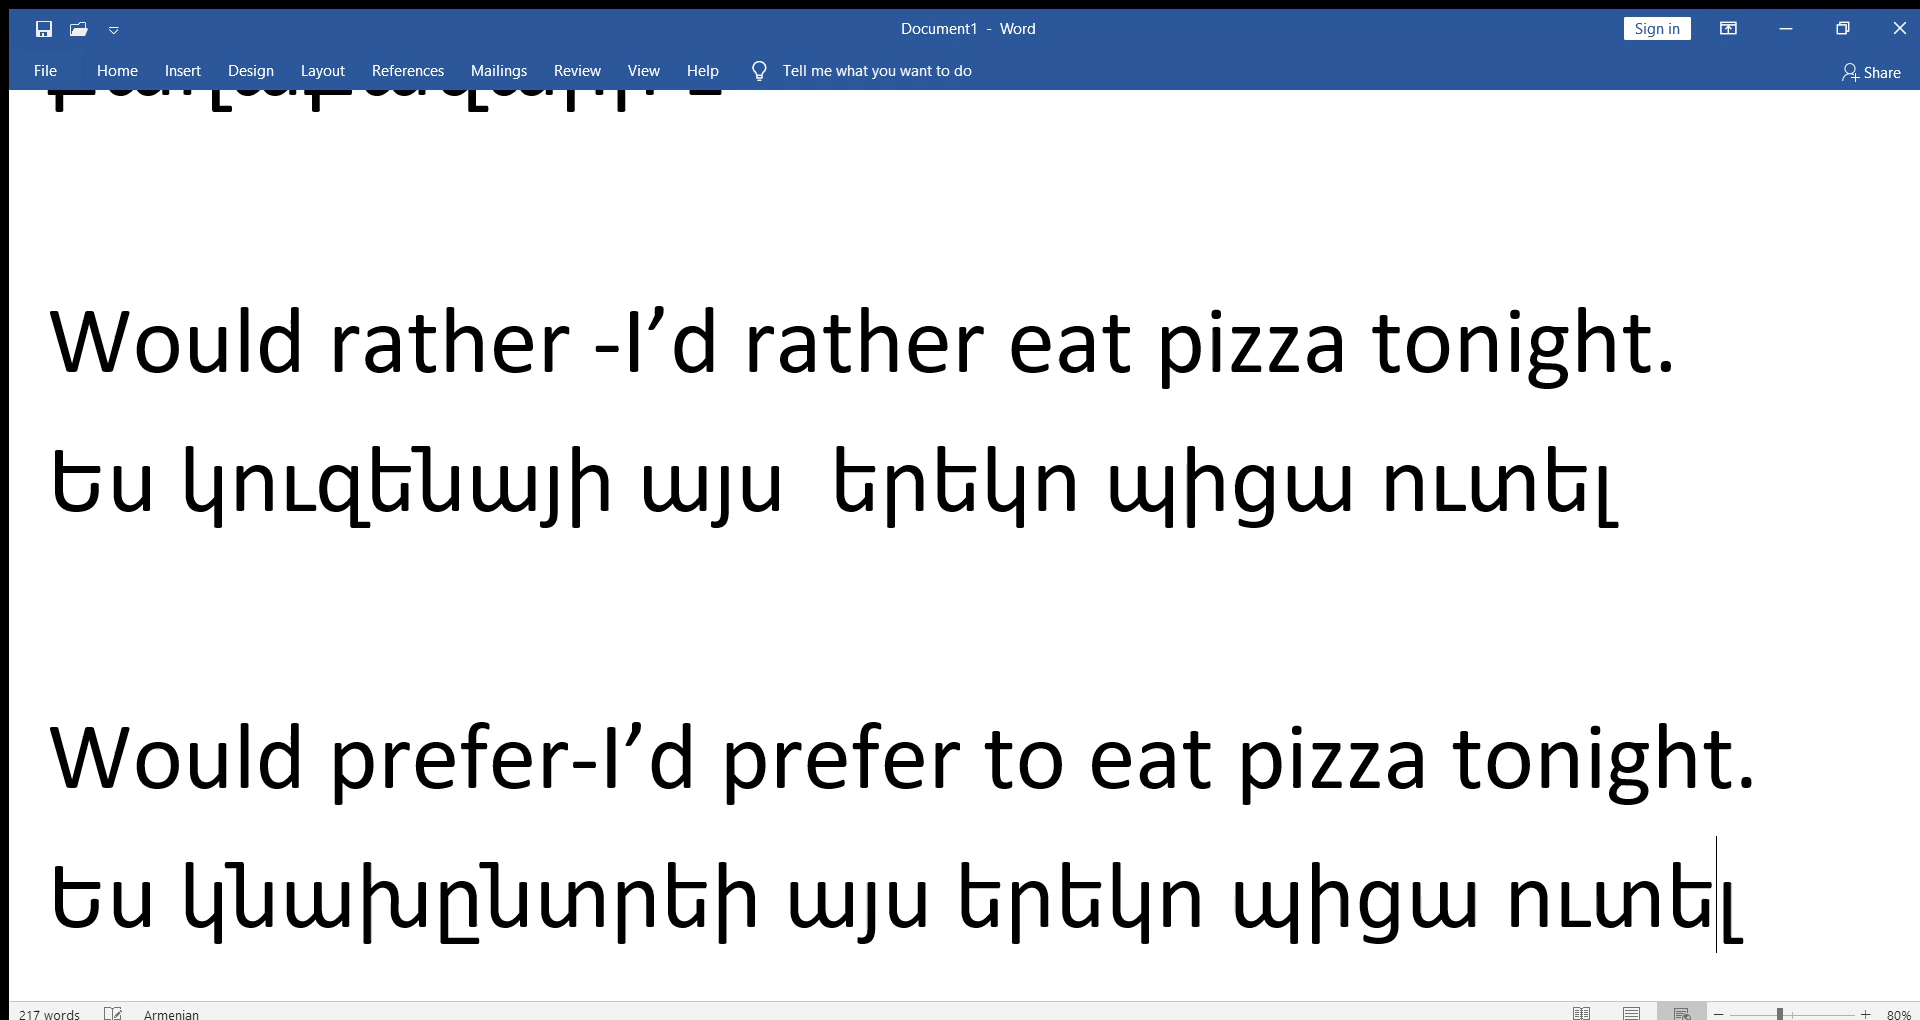 Document1 - Word
Sign in
File Home Insert Design Layout References Mailings Review View Help Tell me what you want to do
Share
Would rather -I’d rather eat pizza tonight.
Ես կուզենայի այս երեկո պիցա ուտել
Would prefer-I’d prefer to eat pizza tonight.
Ես կնախընտրեի այս երեկո պիցա ուտել
217 words Armenian
80%